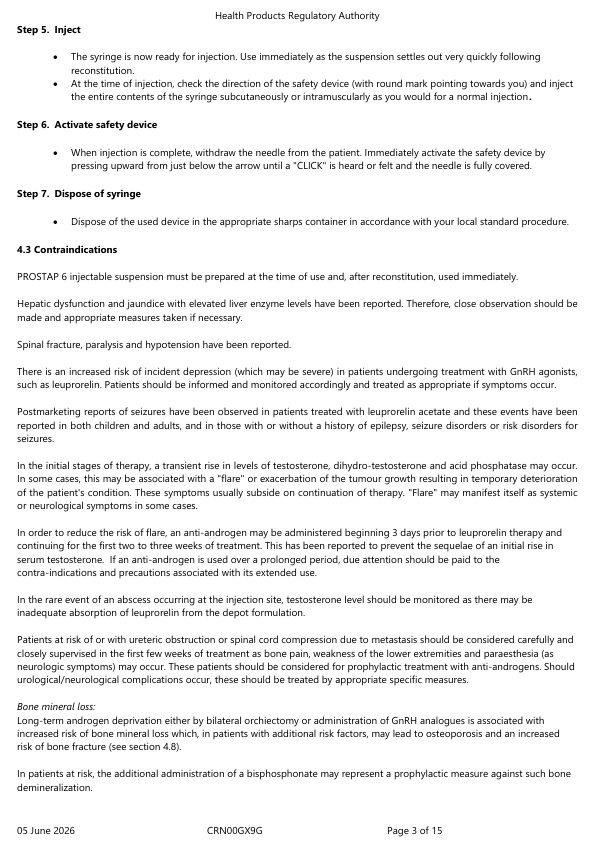 Health Products Regulatory Authority
Step 5. Inject
• The syringe is now ready for injection. Use immediately as the suspension settles out very quickly following
reconstitution.
• At the time of injection, check the direction of the safety device (with round mark pointing towards you) and inject
the entire contents of the syringe subcutaneously or intramuscularly as you would for a normal injection.
Step 6. Activate safety device
• When injection is complete, withdraw the needle from the patient. Immediately activate the safety device by
pressing upward from just below the arrow until a "CLICK" is heard or felt and the needle is fully covered.
Step 7. Dispose of syringe
• Dispose of the used device in the appropriate sharps container in accordance with your local standard procedure.
4.3 Contraindications
PROSTAP 6 injectable suspension must be prepared at the time of use and, after reconstitution, used immediately.
Hepatic dysfunction and jaundice with elevated liver enzyme levels have been reported. Therefore, close observation should be
made and appropriate measures taken if necessary.
Spinal fracture, paralysis and hypotension have been reported.
There is an increased risk of incident depression (which may be severe) in patients undergoing treatment with GnRH agonists,
such as leuprorelin. Patients should be informed and monitored accordingly and treated as appropriate if symptoms occur.
Postmarketing reports of seizures have been observed in patients treated with leuprorelin acetate and these events have been
reported in both children and adults, and in those with or without a history of epilepsy, seizure disorders or risk disorders for
seizures.
In the initial stages of therapy, a transient rise in levels of testosterone, dihydro-testosterone and acid phosphatase may occur.
In some cases, this may be associated with a "flare" or exacerbation of the tumour growth resulting in temporary deterioration
of the patient's condition. These symptoms usually subside on continuation of therapy. "Flare" may manifest itself as systemic
or neurological symptoms in some cases.
In order to reduce the risk of flare, an anti-androgen may be administered beginning 3 days prior to leuprorelin therapy and
continuing for the first two to three weeks of treatment. This has been reported to prevent the sequelae of an initial rise in
serum testosterone. If an anti-androgen is used over a prolonged period, due attention should be paid to the
contra-indications and precautions associated with its extended use.
In the rare event of an abscess occurring at the injection site, testosterone level should be monitored as there may be
inadequate absorption of leuprorelin from the depot formulation.
Patients at risk of or with ureteric obstruction or spinal cord compression due to metastasis should be considered carefully and
closely supervised in the first few weeks of treatment as bone pain, weakness of the lower extremities and paraesthesia (as
neurologic symptoms) may occur. These patients should be considered for prophylactic treatment with anti-androgens. Should
urological/neurological complications occur, these should be treated by appropriate specific measures.
Bone mineral loss:
Long-term androgen deprivation either by bilateral orchiectomy or administration of GnRH analogues is associated with
increased risk of bone mineral loss which, in patients with additional risk factors, may lead to osteoporosis and an increased
risk of bone fracture (see section 4.8).
In patients at risk, the additional administration of a bisphosphonate may represent a prophylactic measure against such bone
demineralization.
05 June 2026 CRN00GX9G Page 3 of 15